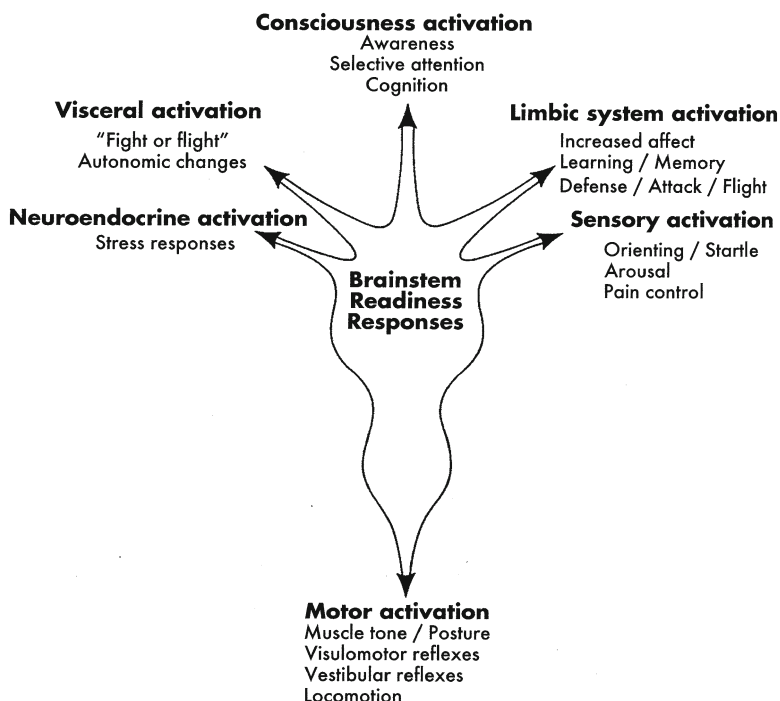 Consciousness activation
Awareness
Selective attention
Cognition
Visceral activation
"Fight or flight"
Autonomic changes
Limbic system activation
Increased affect
Learning / Memory
Defense / Attack / Flight
Neuroendocrine activation
Stress responses
Sensory activation
Orienting / Startle
Arousal
Pain control
Brainstem
Readiness
Responses
Motor activation
Muscle tone / Posture
Visulomotor reflexes
Vestibular reflexes
Locomotion